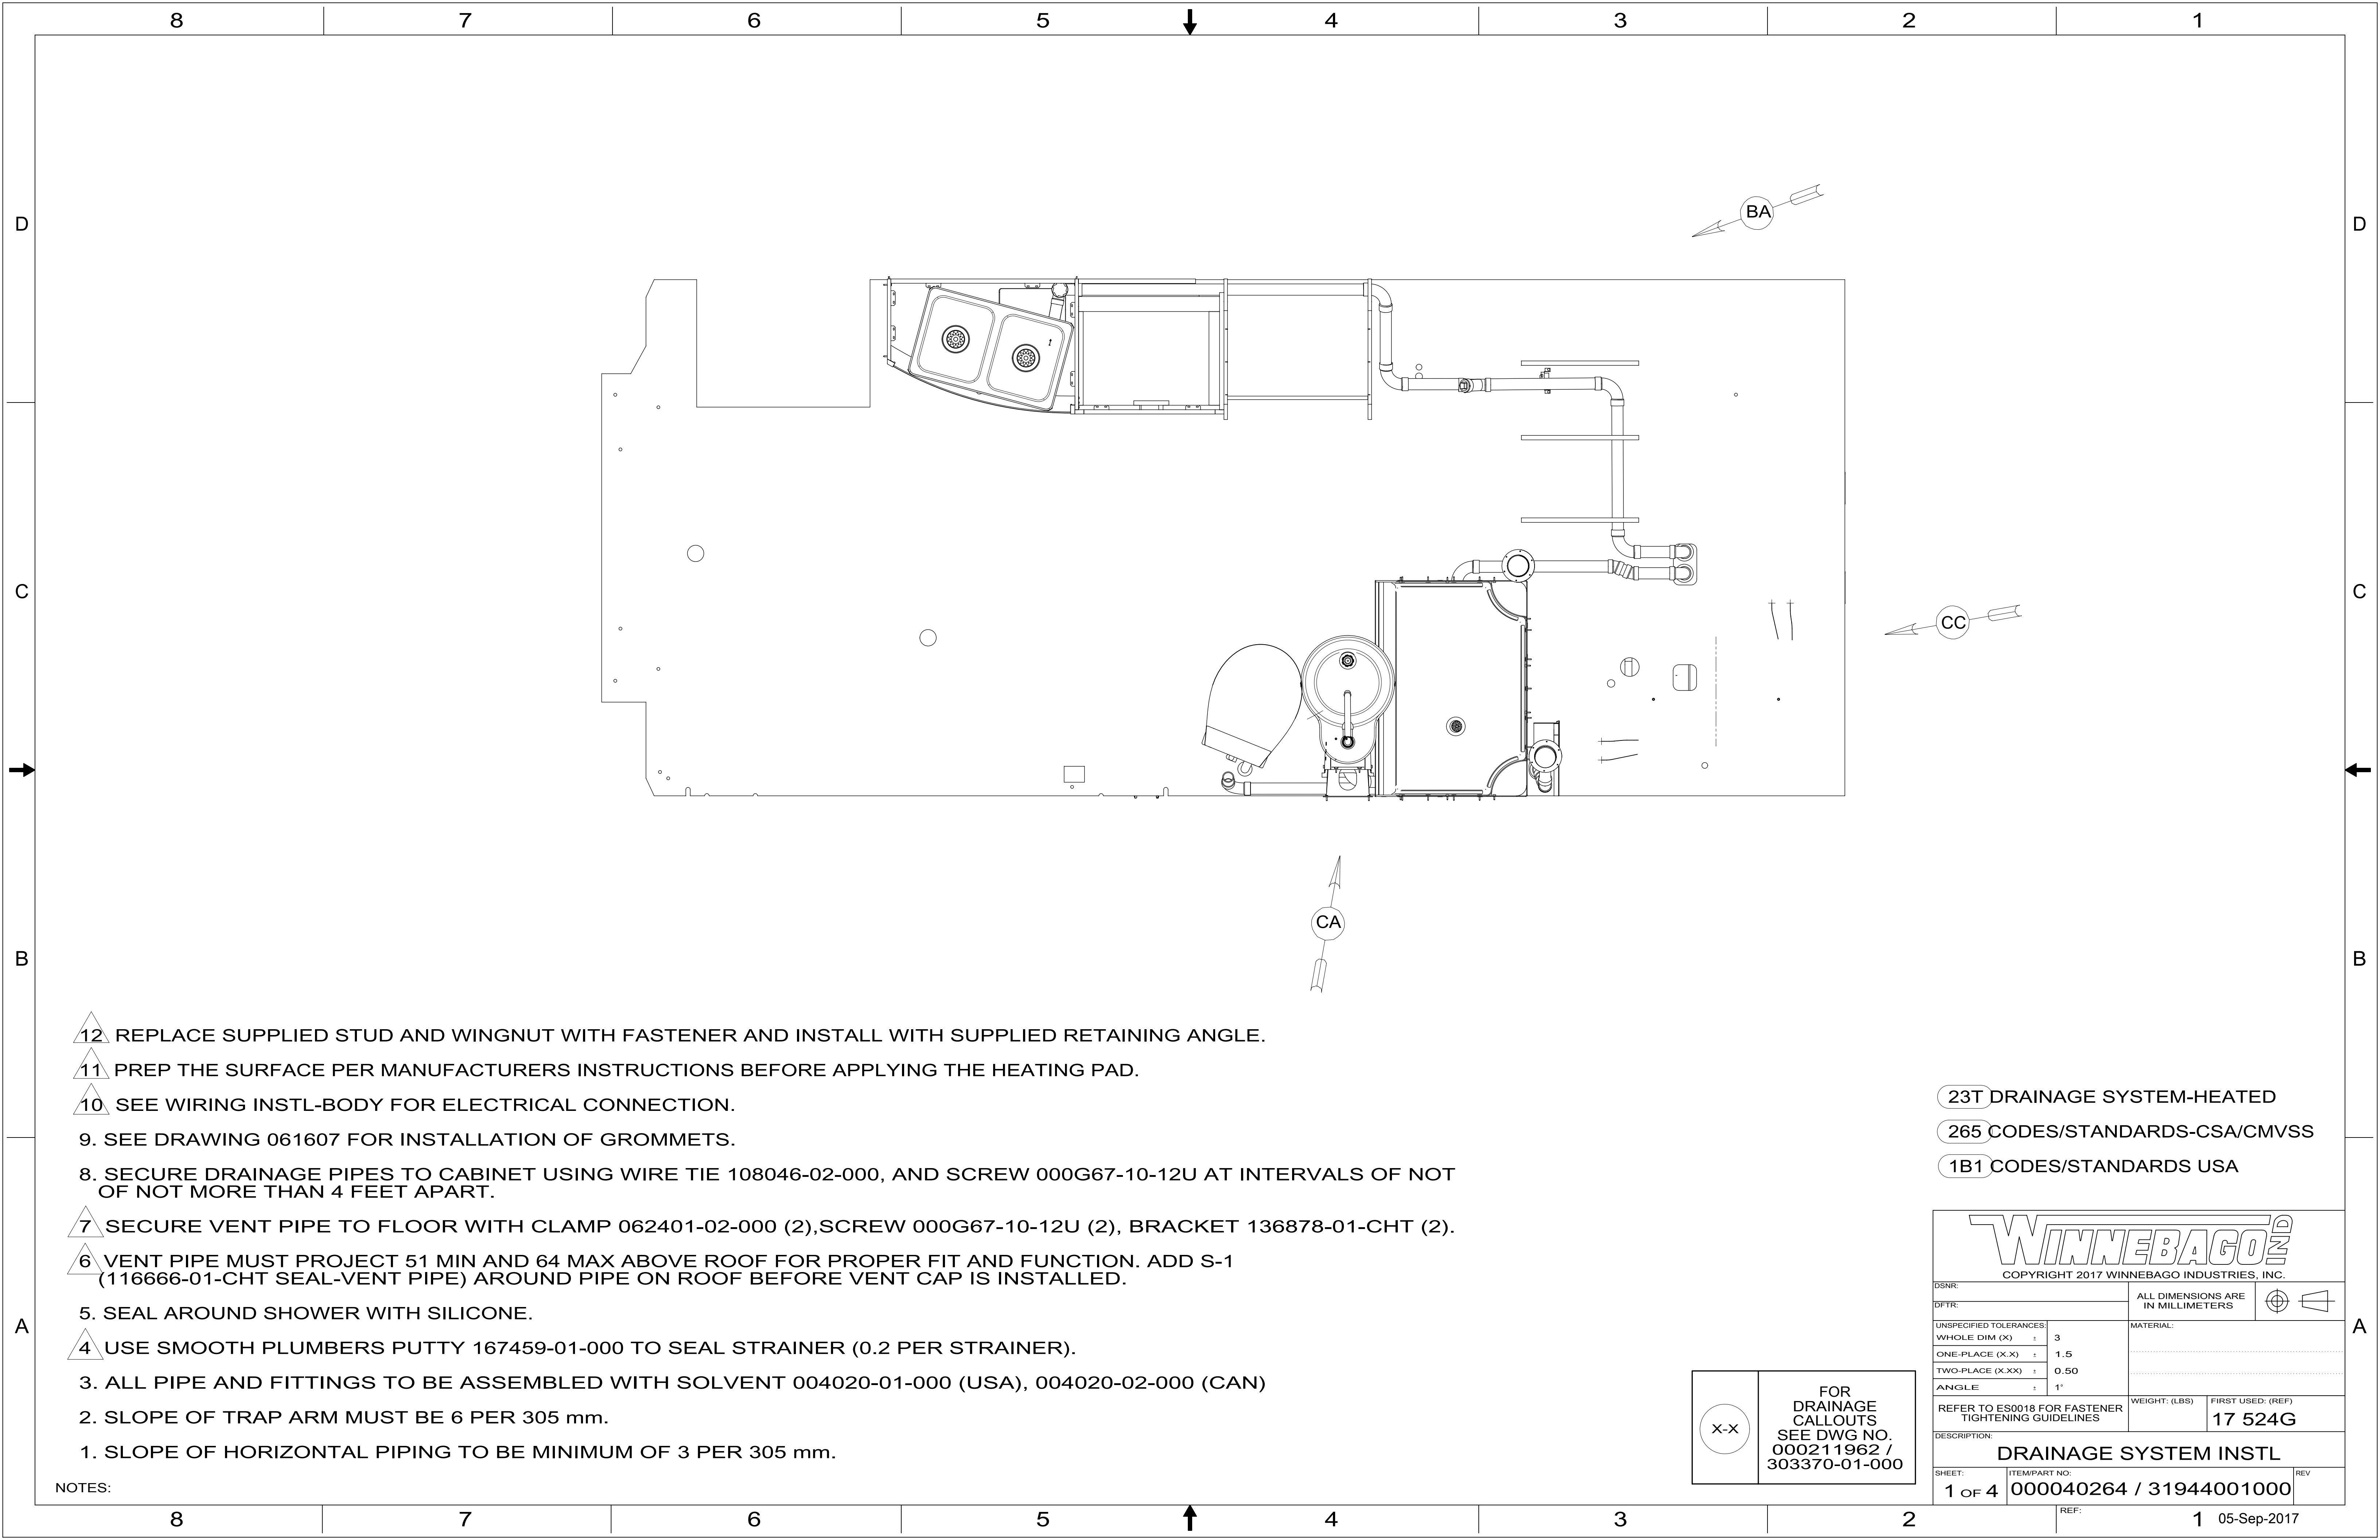 8 7 6 5 4 3 2 1
D D
BA
C C
CC
CA
B B
12 REPLACE SUPPLIED STUD AND WINGNUT WITH FASTENER AND INSTALL WITH SUPPLIED RETAINING ANGLE.
11 PREP THE SURFACE PER MANUFACTURERS INSTRUCTIONS BEFORE APPLYING THE HEATING PAD.
10 SEE WIRING INSTL-BODY FOR ELECTRICAL CONNECTION.
9. SEE DRAWING 061607 FOR INSTALLATION OF GROMMETS.
8. SECURE DRAINAGE PIPES TO CABINET USING WIRE TIE 108046-02-000, AND SCREW 000G67-10-12U AT INTERVALS OF NOT
OF NOT MORE THAN 4 FEET APART.
7 SECURE VENT PIPE TO FLOOR WITH CLAMP 062401-02-000 (2),SCREW 000G67-10-12U (2), BRACKET 136878-01-CHT (2).
6 VENT PIPE MUST PROJECT 51 MIN AND 64 MAX ABOVE ROOF FOR PROPER FIT AND FUNCTION. ADD S-1
(116666-01-CHT SEAL-VENT PIPE) AROUND PIPE ON ROOF BEFORE VENT CAP IS INSTALLED.
5. SEAL AROUND SHOWER WITH SILICONE.
4 USE SMOOTH PLUMBERS PUTTY 167459-01-000 TO SEAL STRAINER (0.2 PER STRAINER).
3. ALL PIPE AND FITTINGS TO BE ASSEMBLED WITH SOLVENT 004020-01-000 (USA), 004020-02-000 (CAN)
2. SLOPE OF TRAP ARM MUST BE 6 PER 305 mm.
1. SLOPE OF HORIZONTAL PIPING TO BE MINIMUM OF 3 PER 305 mm.
NOTES:
23T DRAINAGE SYSTEM-HEATED
265 CODES/STANDARDS-CSA/CMVSS
1B1 CODES/STANDARDS USA
A A
X-X
FOR
DRAINAGE
CALLOUTS
SEE DWG NO.
000211962 /
303370-01-000
WINNEBAGO IND
COPYRIGHT 2017 WINNEBAGO INDUSTRIES, INC.
DSNR:
DFTR:
ALL DIMENSIONS ARE
IN MILLIMETERS
UNSPECIFIED TOLERANCES:
WHOLE DIM (X) ± 3
ONE-PLACE (X.X) ± 1.5
TWO-PLACE (X.XX) ± 0.50
ANGLE ± 1°
MATERIAL:
REFER TO ES0018 FOR FASTENER
TIGHTENING GUIDELINES
WEIGHT: (LBS)
FIRST USED: (REF)
17 524G
DESCRIPTION:
DRAINAGE SYSTEM INSTL
SHEET:
1 OF 4
ITEM/PART NO:
000040264 / 31944001000
REV
REF:
05-Sep-2017
8 7 6 5 4 3 2 1